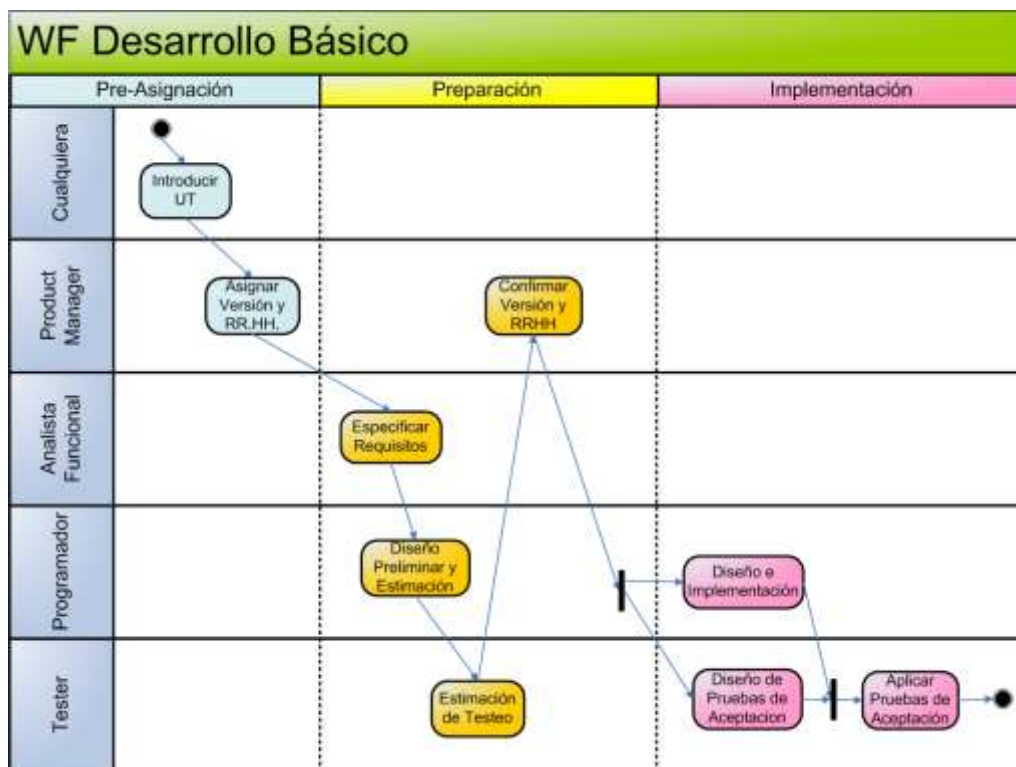 WF Desarrollo Básico
Pre-Asignación
Preparación
Implementación
Cualquiera
Introducir
UT
Product
Manager
Asignar
Versión y
RR.HH.
Confirmar
Versión y
RRHH
Analista
Funcional
Especificar
Requisitos
Programador
Diseño
Preliminar y
Estimación
Diseño e
Implementación
Tester
Estimación
de Testeo
Diseño de
Pruebas de
Aceptacion
Aplicar
Pruebas de
Aceptación